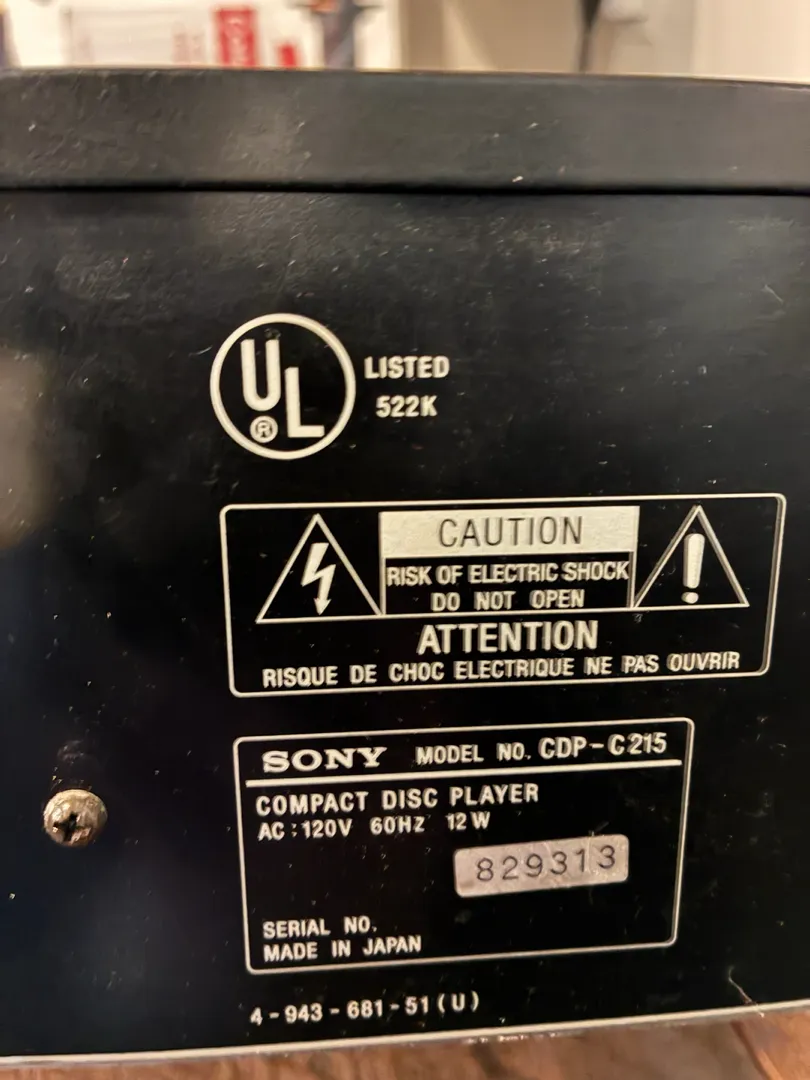 UL
®
LISTED
522K
CAUTION
RISK OF ELECTRIC SHOCK
DO NOT OPEN
ATTENTION
RISQUE DE CHOC ELECTRIQUE NE PAS OUVRIR
SONY MODEL NO. CDP-C215
COMPACT DISC PLAYER
AC:120V 60HZ 12W
829313
SERIAL NO.
MADE IN JAPAN
4-943-681-51(U)